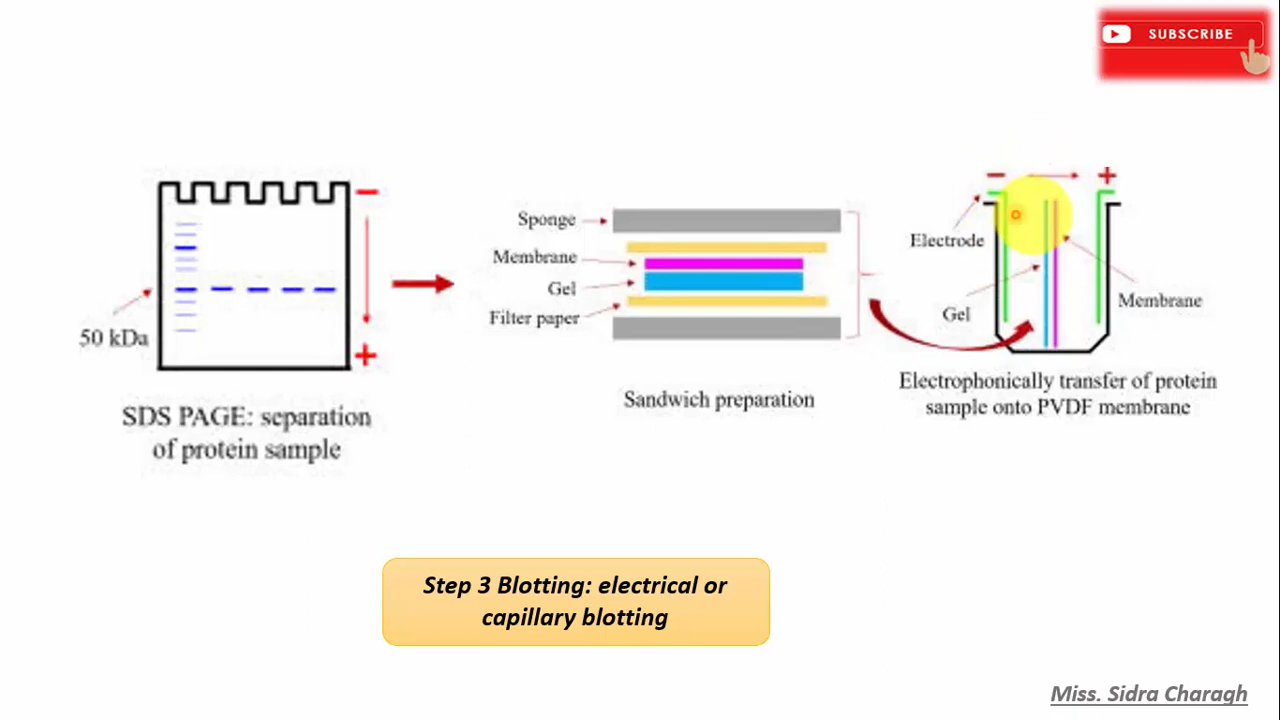 SUBSCRIBE
−
50 kDa
+
SDS PAGE: separation
of protein sample
Sponge
Membrane
Gel
Filter paper
Sandwich preparation
− +
Electrode
Gel
Membrane
Electrophonically transfer of protein
sample onto PVDF membrane
Step 3 Blotting: electrical or
capillary blotting
Miss. Sidra Charagh